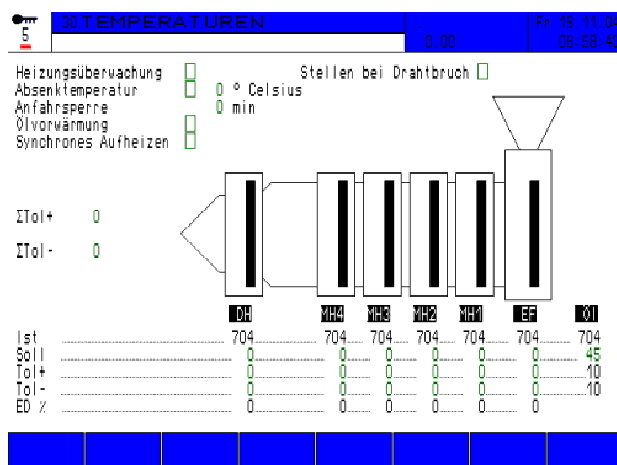 30 TEMPERATUREN Fr 18.11.04
5 0.00 08:58:40
Heizungsüberwachung Stellen bei Drahtbruch
Absenktemperatur 0 ° Celsius
Anfahrsperre 0 min
Ölvorwärmung
Synchrones Aufheizen
ΣTol+ 0
ΣTol- 0
DH MH4 MH3 MH2 MH1 EF Öl
Ist 704 704 704 704 704 704 704
Soll 0 0 0 0 0 0 45
Tol+ 0 0 0 0 0 0 10
Tol- 0 0 0 0 0 0 10
ED % 0 0 0 0 0 0